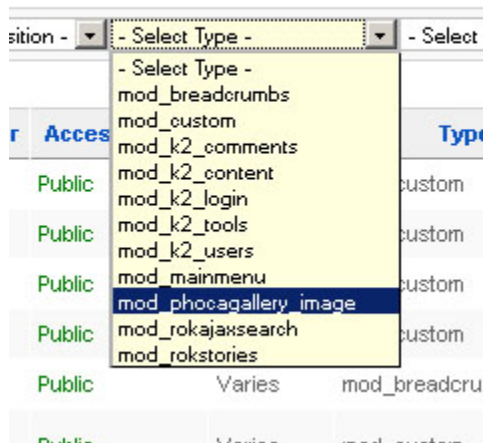 sition - - Select Type - - Select
- Select Type -
mod_breadcrumbs
mod_custom
mod_k2_comments
mod_k2_content
mod_k2_login
mod_k2_tools
mod_k2_users
mod_mainmenu
mod_phocagallery_image
mod_rokajaxsearch
mod_rokstories
r Acces Type
Public custom
Public custom
Public custom
Public custom
Public Varies mod_breadcru